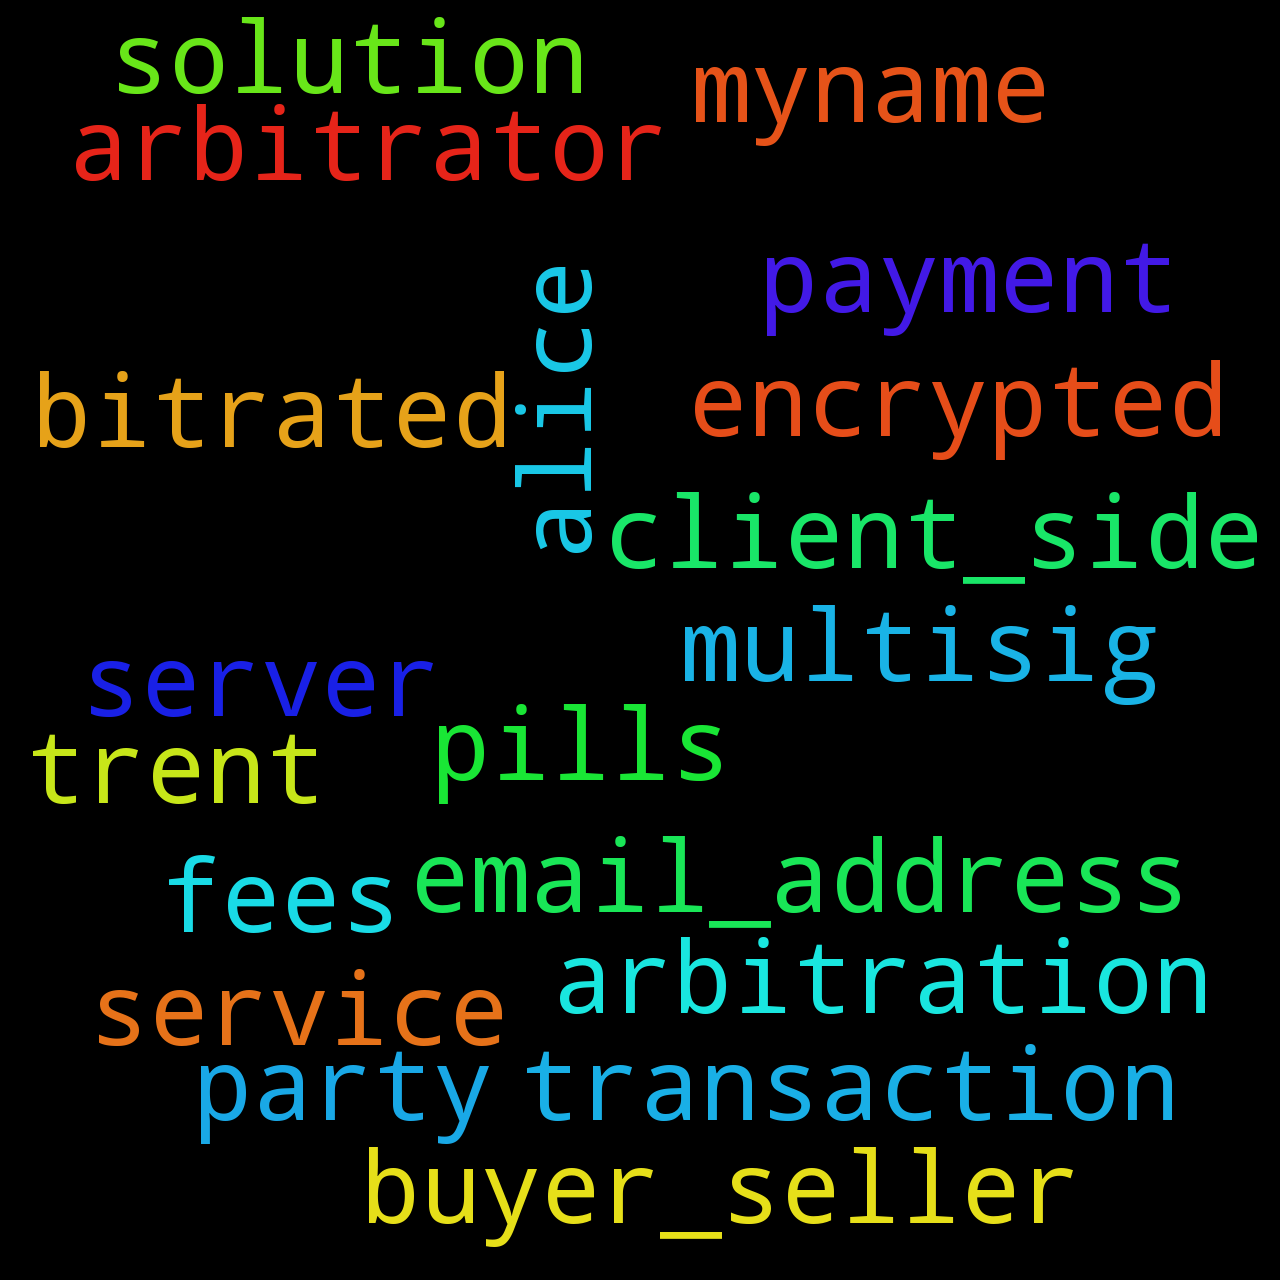 solution
myname
arbitrator
payment
alice
bitrated
encrypted
client_side
multisig
server
pills
trent
email_address
fees
arbitration
service
party
transaction
buyer_seller